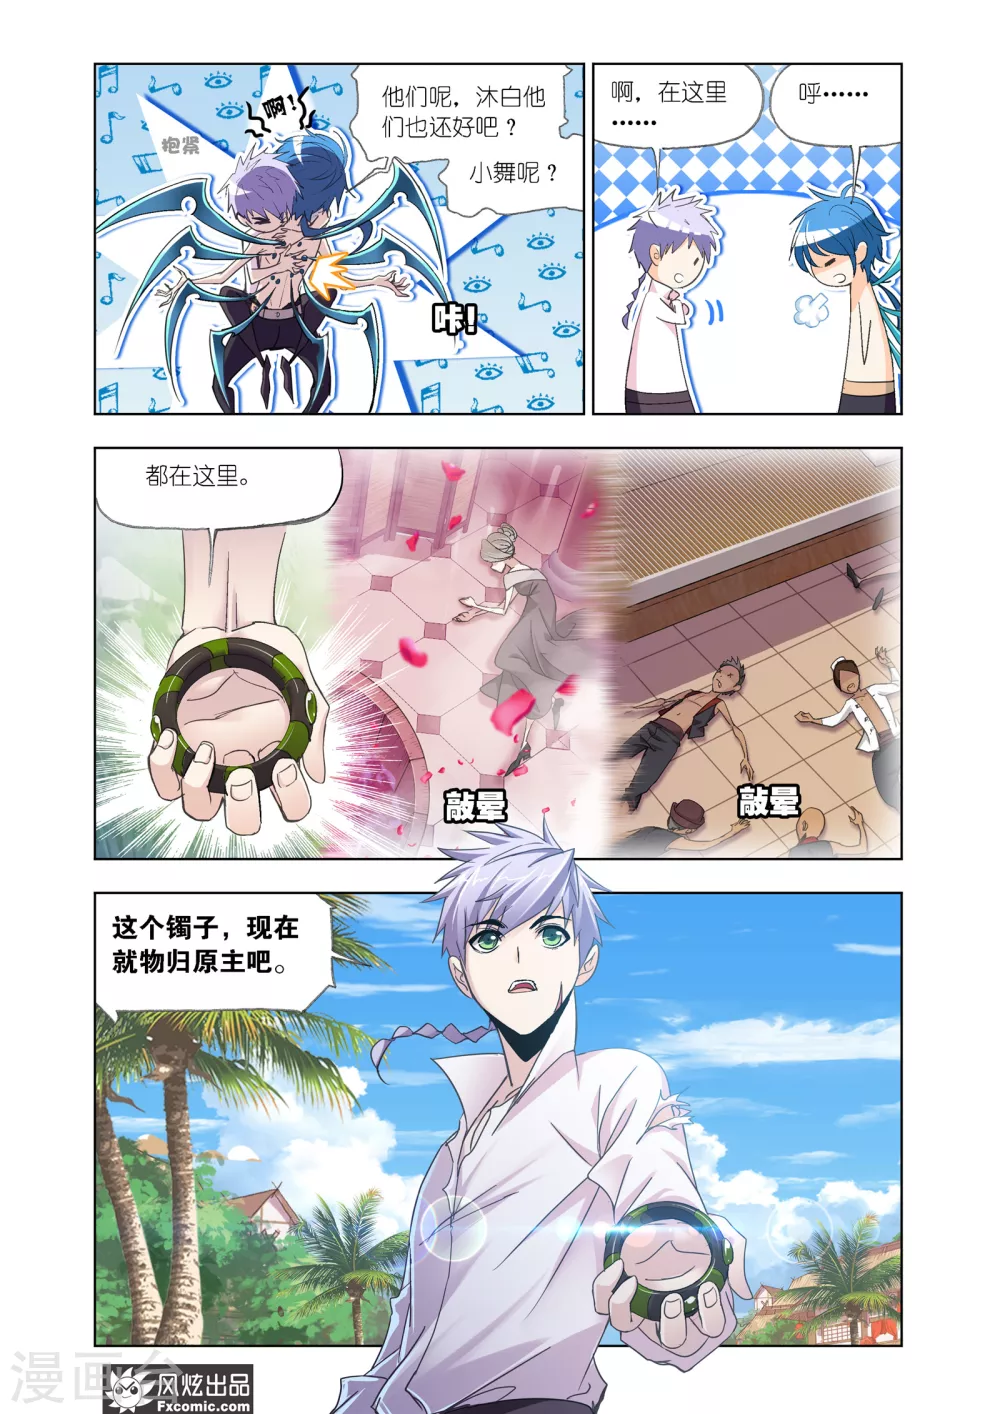 抱紧
啊！
他们呢，沐白他
们也还好吧？
小舞呢？
咔！
啊，在这里
……
呼……
都在这里。
敲晕
敲晕
这个镯子，现在
就物归原主吧。
漫画台
风炫出品
Fxcomic.com